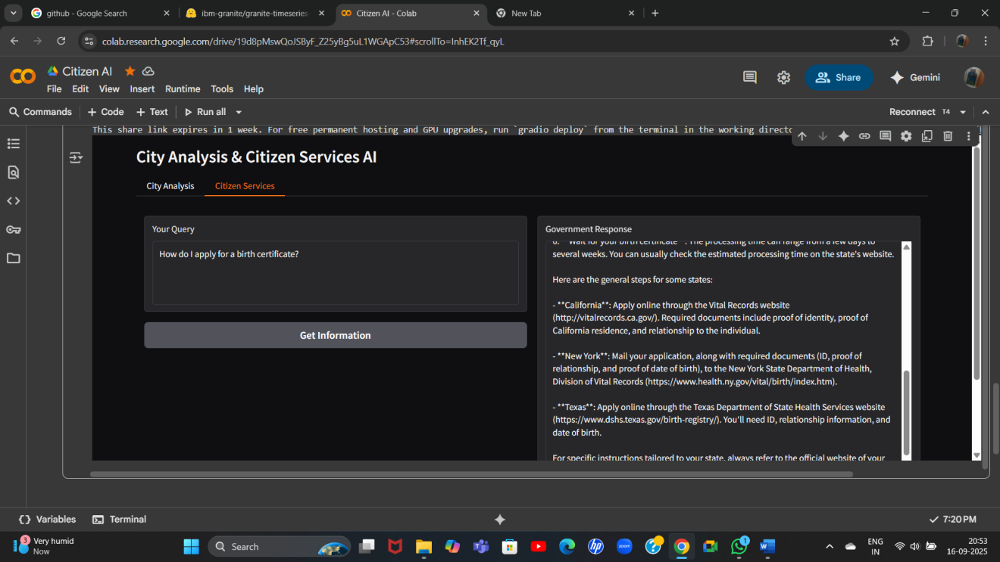 github - Google Search
ibm-granite/granite-timeseries-
Citizen AI - Colab
New Tab
colab.research.google.com/drive/19d8pMswQoJSByF_Z25yBg5uL1WGApC53#scrollTo=InhEK2Tf_qyL
Citizen AI
File Edit View Insert Runtime Tools Help
Share
Gemini
Commands + Code + Text Run all
Reconnect T4
This share link expires in 1 week. For free permanent hosting and GPU upgrades, run `gradio deploy` from the terminal in the working directo
City Analysis & Citizen Services AI
City Analysis Citizen Services
Your Query
How do I apply for a birth certificate?
Get Information
Government Response
6. **Wait for your birth certificate**: The processing time can range from a few days to
several weeks. You can usually check the estimated processing time on the state's website.
Here are the general steps for some states:
- **California**: Apply online through the Vital Records website
(http://vitalrecords.ca.gov/). Required documents include proof of identity, proof of
California residence, and relationship to the individual.
- **New York**: Mail your application, along with required documents (ID, proof of
relationship, and proof of date of birth), to the New York State Department of Health,
Division of Vital Records (https://www.health.ny.gov/vital/birth/index.htm).
- **Texas**: Apply online through the Texas Department of State Health Services website
(https://www.dshs.texas.gov/birth-registry/). You'll need ID, relationship information, and
date of birth.
For specific instructions tailored to your state, always refer to the official website of your
Variables Terminal
7:20 PM
3
Very humid
Now
Search
zoom
1
ENG
IN
20:53
16-09-2025